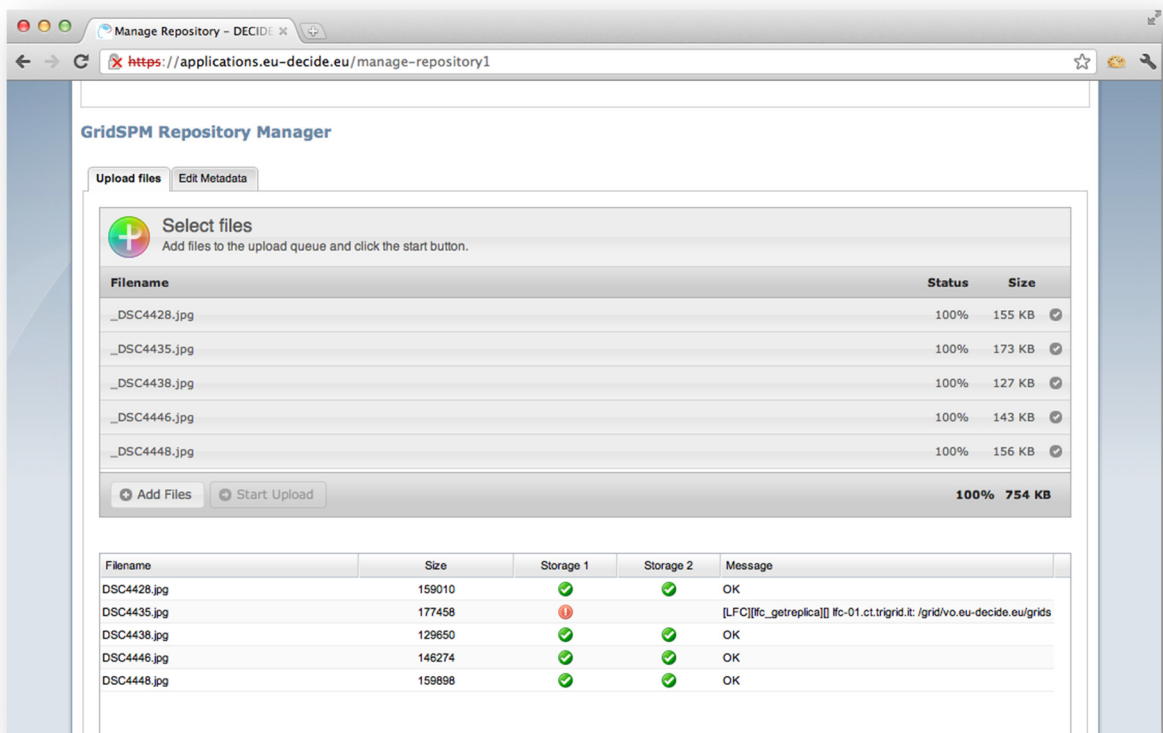 Manage Repository – DECIDE
https://applications.eu-decide.eu/manage-repository1
GridSPM Repository Manager
Upload files Edit Metadata
Select files
Add files to the upload queue and click the start button.
Filename Status Size
_DSC4428.jpg 100% 155 KB
_DSC4435.jpg 100% 173 KB
_DSC4438.jpg 100% 127 KB
_DSC4446.jpg 100% 143 KB
_DSC4448.jpg 100% 156 KB
Add Files Start Upload 100% 754 KB
Filename Size Storage 1 Storage 2 Message
DSC4428.jpg 159010 OK
DSC4435.jpg 177458 [LFC][lfc_getreplica][] lfc-01.ct.trigrid.it: /grid/vo.eu-decide.eu/grids
DSC4438.jpg 129650 OK
DSC4446.jpg 146274 OK
DSC4448.jpg 159898 OK